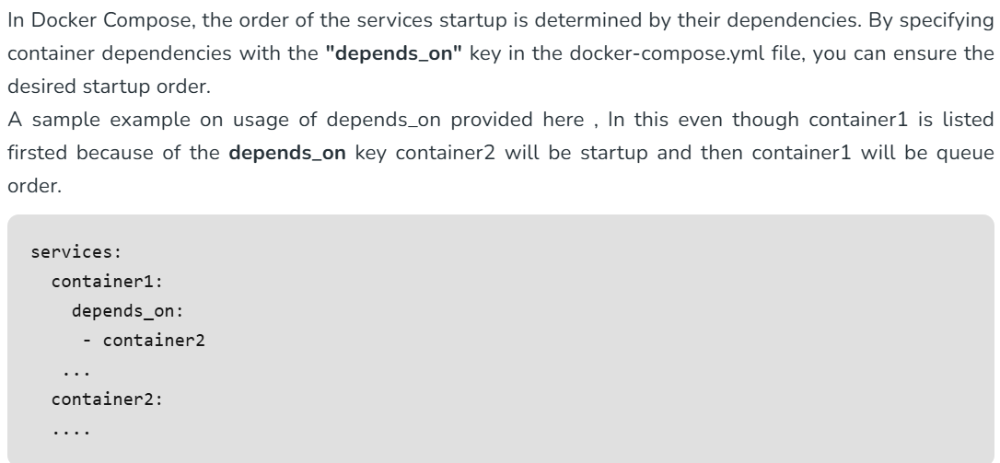 In Docker Compose, the order of the services startup is determined by their dependencies. By specifying
container dependencies with the "depends_on" key in the docker-compose.yml file, you can ensure the
desired startup order.
A sample example on usage of depends_on provided here , In this even though container1 is listed
firsted because of the depends_on key container2 will be startup and then container1 will be queue
order.
services:
  container1:
    depends_on:
     - container2
   ...
  container2:
  ....